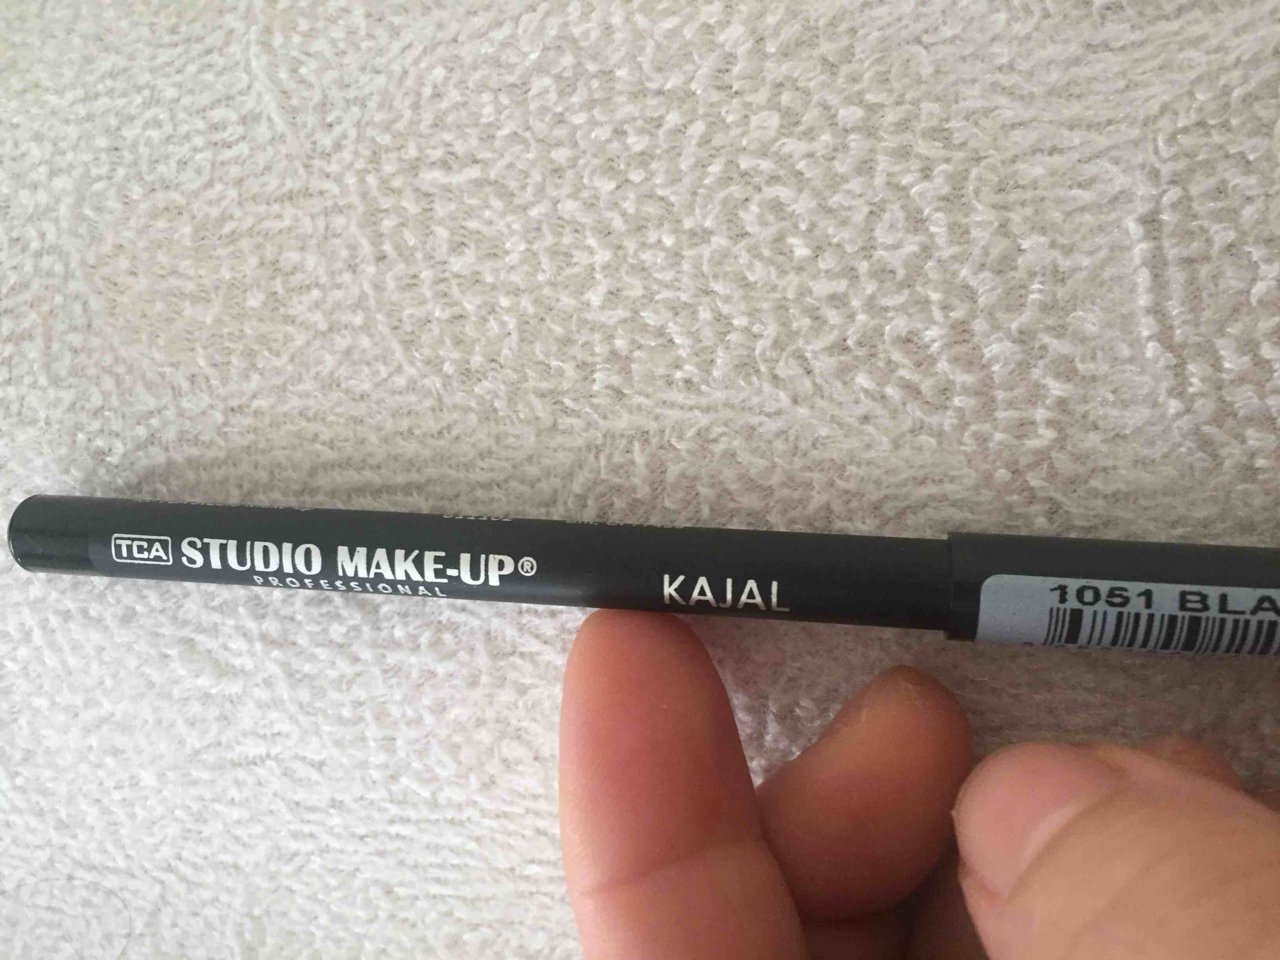 TCA STUDIO MAKE-UP®
PROFESSIONAL
KAJAL
1051 BLA